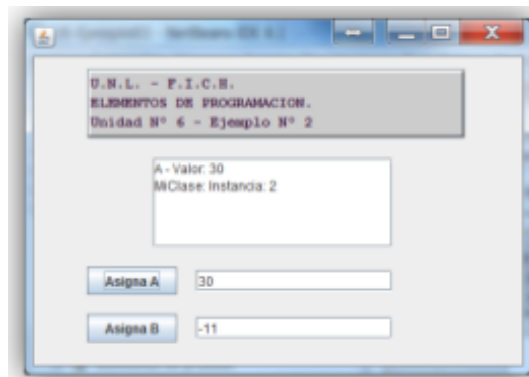 U.N.L. - F.I.C.H.
ELEMENTOS DE PROGRAMACION.
Unidad Nº 6 - Ejemplo Nº 2
A - Valor: 30
MiClase: Instancia: 2
Asigna A
30
Asigna B
-11